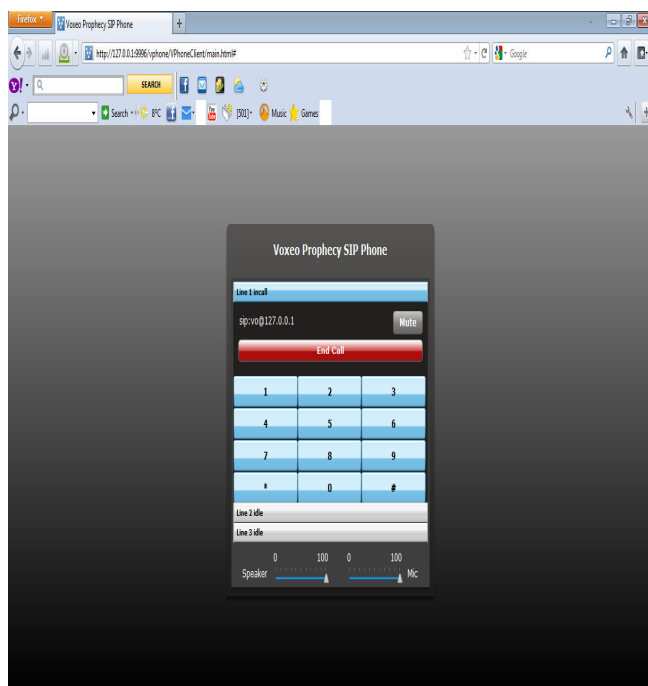 Firefox
Voxeo Prophecy SIP Phone
+
http://127.0.0.1:9996/vphone/VPhoneClient/main.html#
Google
SEARCH
Search
8°C
[501]
Music
Games
Voxeo Prophecy SIP Phone
Line 1 incall
sip:vo@127.0.0.1
Mute
End Call
1 2 3
4 5 6
7 8 9
* 0 #
Line 2 idle
Line 3 idle
0 100 0 100
Speaker Mic